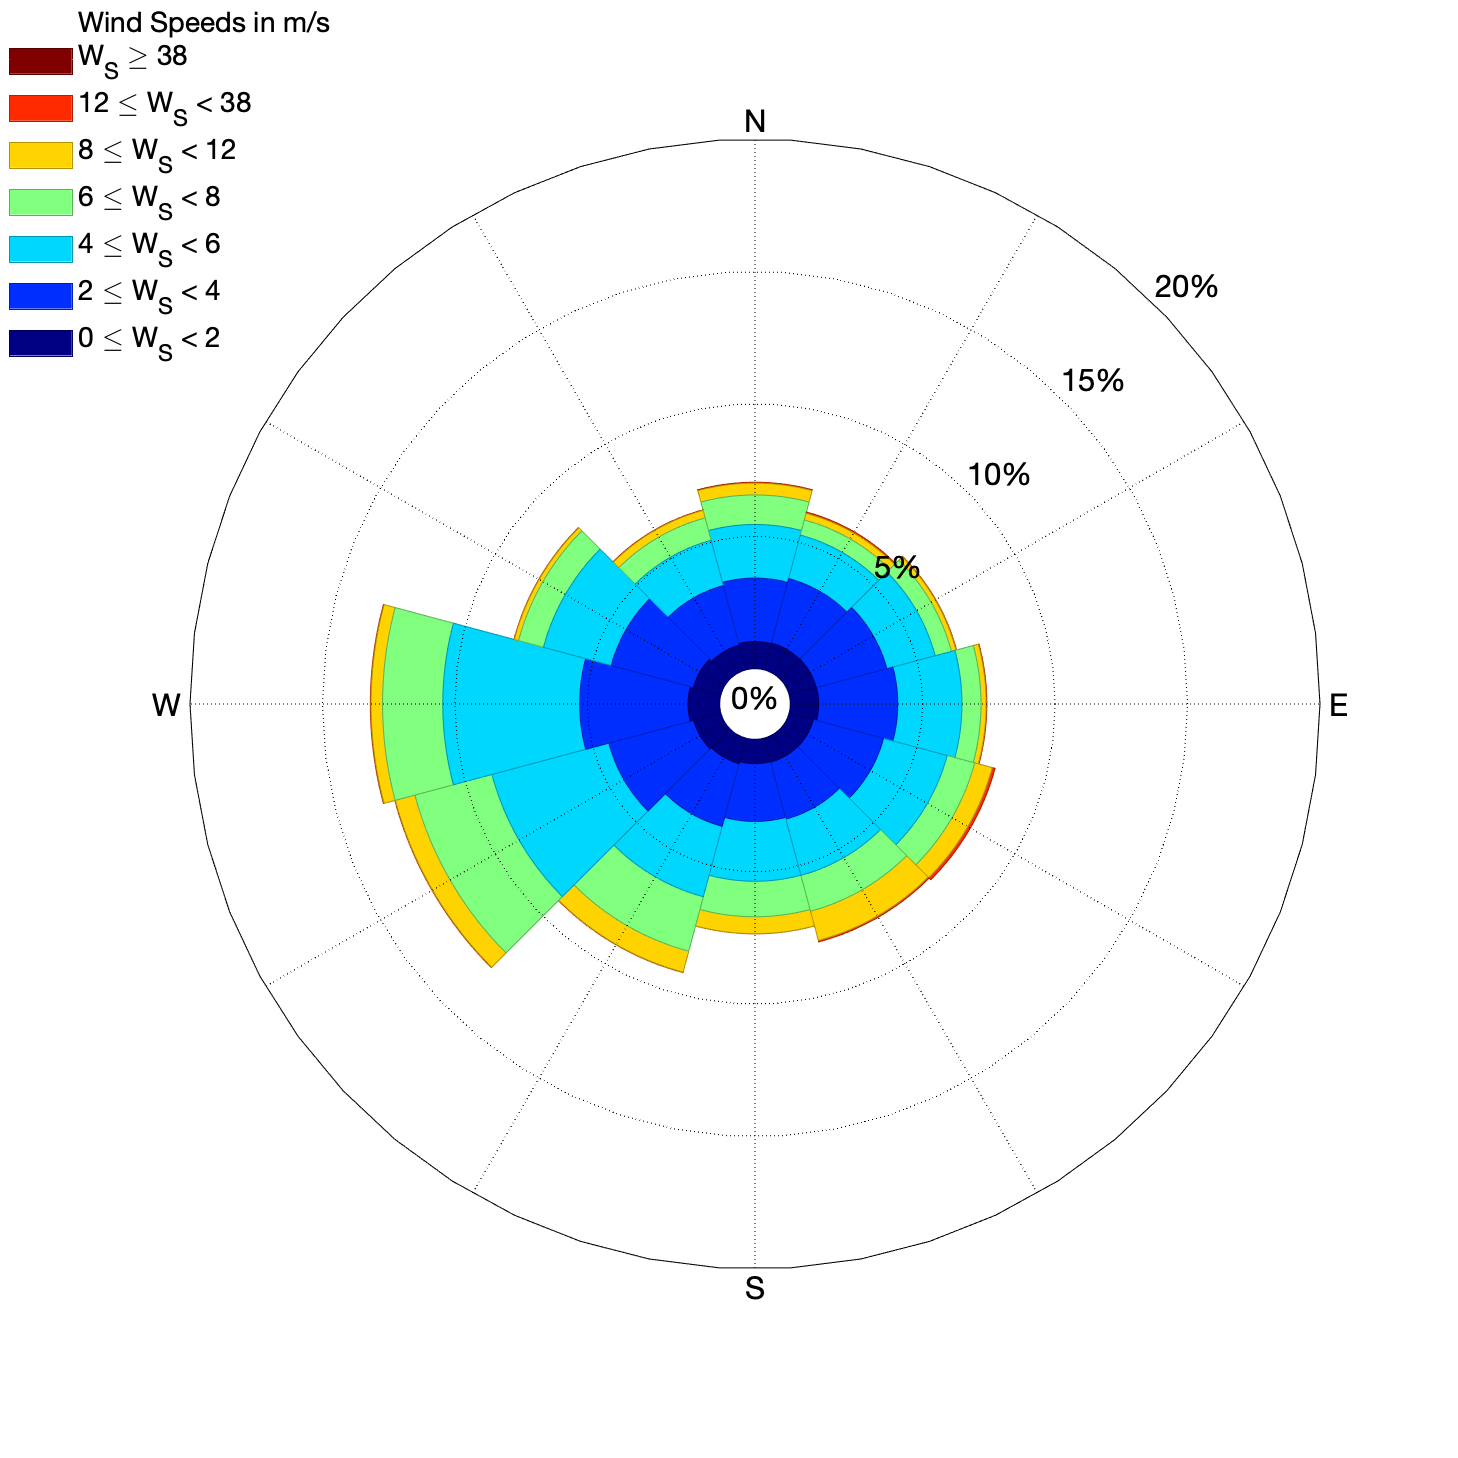 Wind Speeds in m/s
W_S ≥ 38
12 ≤ W_S < 38
8 ≤ W_S < 12
6 ≤ W_S < 8
4 ≤ W_S < 6
2 ≤ W_S < 4
0 ≤ W_S < 2
N
20%
15%
10%
5%
0%
W
E
S